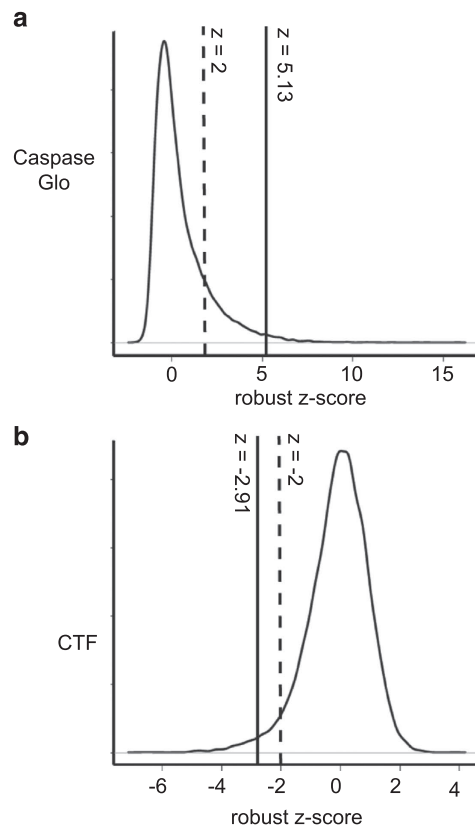 a
z = 2
z = 5.13
Caspase
Glo
0 5 10 15
robust z-score
b
z = -2.91
z = -2
CTF
-6 -4 -2 0 2 4
robust z-score